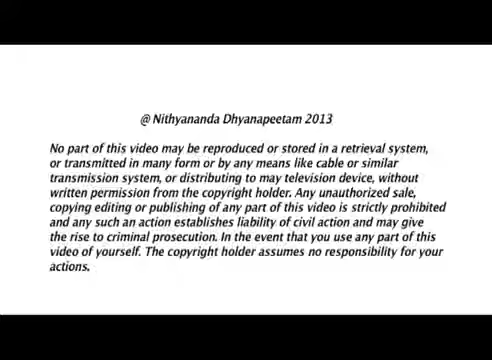 @ Nithyananda Dhyanapeetam 2013
No part of this video may be reproduced or stored in a retrieval system,
or transmitted in many form or by any means like cable or similar
transmission system, or distributing to may television device, without
written permission from the copyright holder. Any unauthorized sale,
copying editing or publishing of any part of this video is strictly prohibited
and any such an action establishes liability of civil action and may give
the rise to criminal prosecution. In the event that you use any part of this
video of yourself. The copyright holder assumes no responsibility for your
actions.